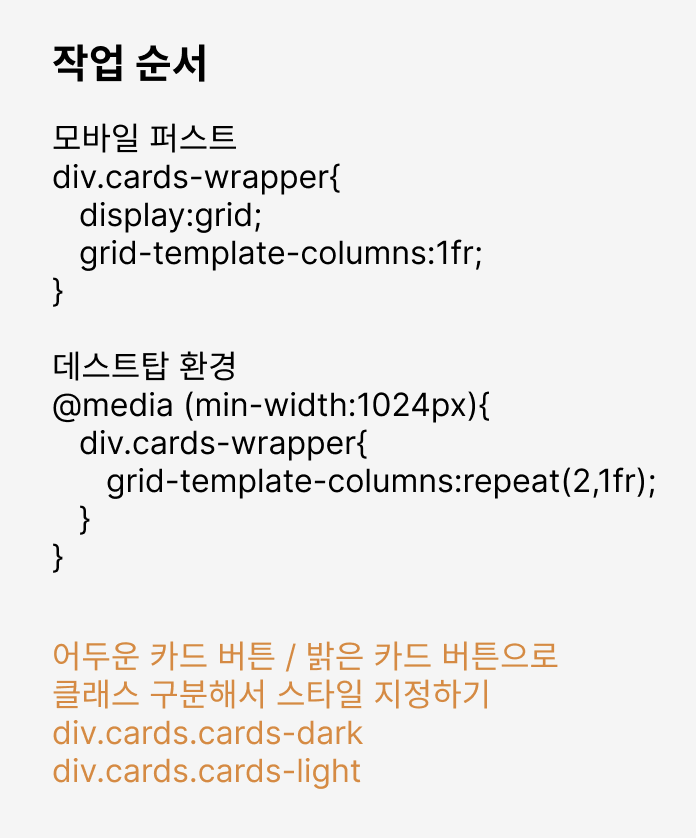 작업 순서
모바일 퍼스트
div.cards-wrapper{
display:grid;
grid-template-columns:1fr;
}
데스트탑 환경
@media (min-width:1024px){
div.cards-wrapper{
grid-template-columns:repeat(2,1fr);
}
}
어두운 카드 버튼 / 밝은 카드 버튼으로
클래스 구분해서 스타일 지정하기
div.cards.cards-dark
div.cards.cards-light